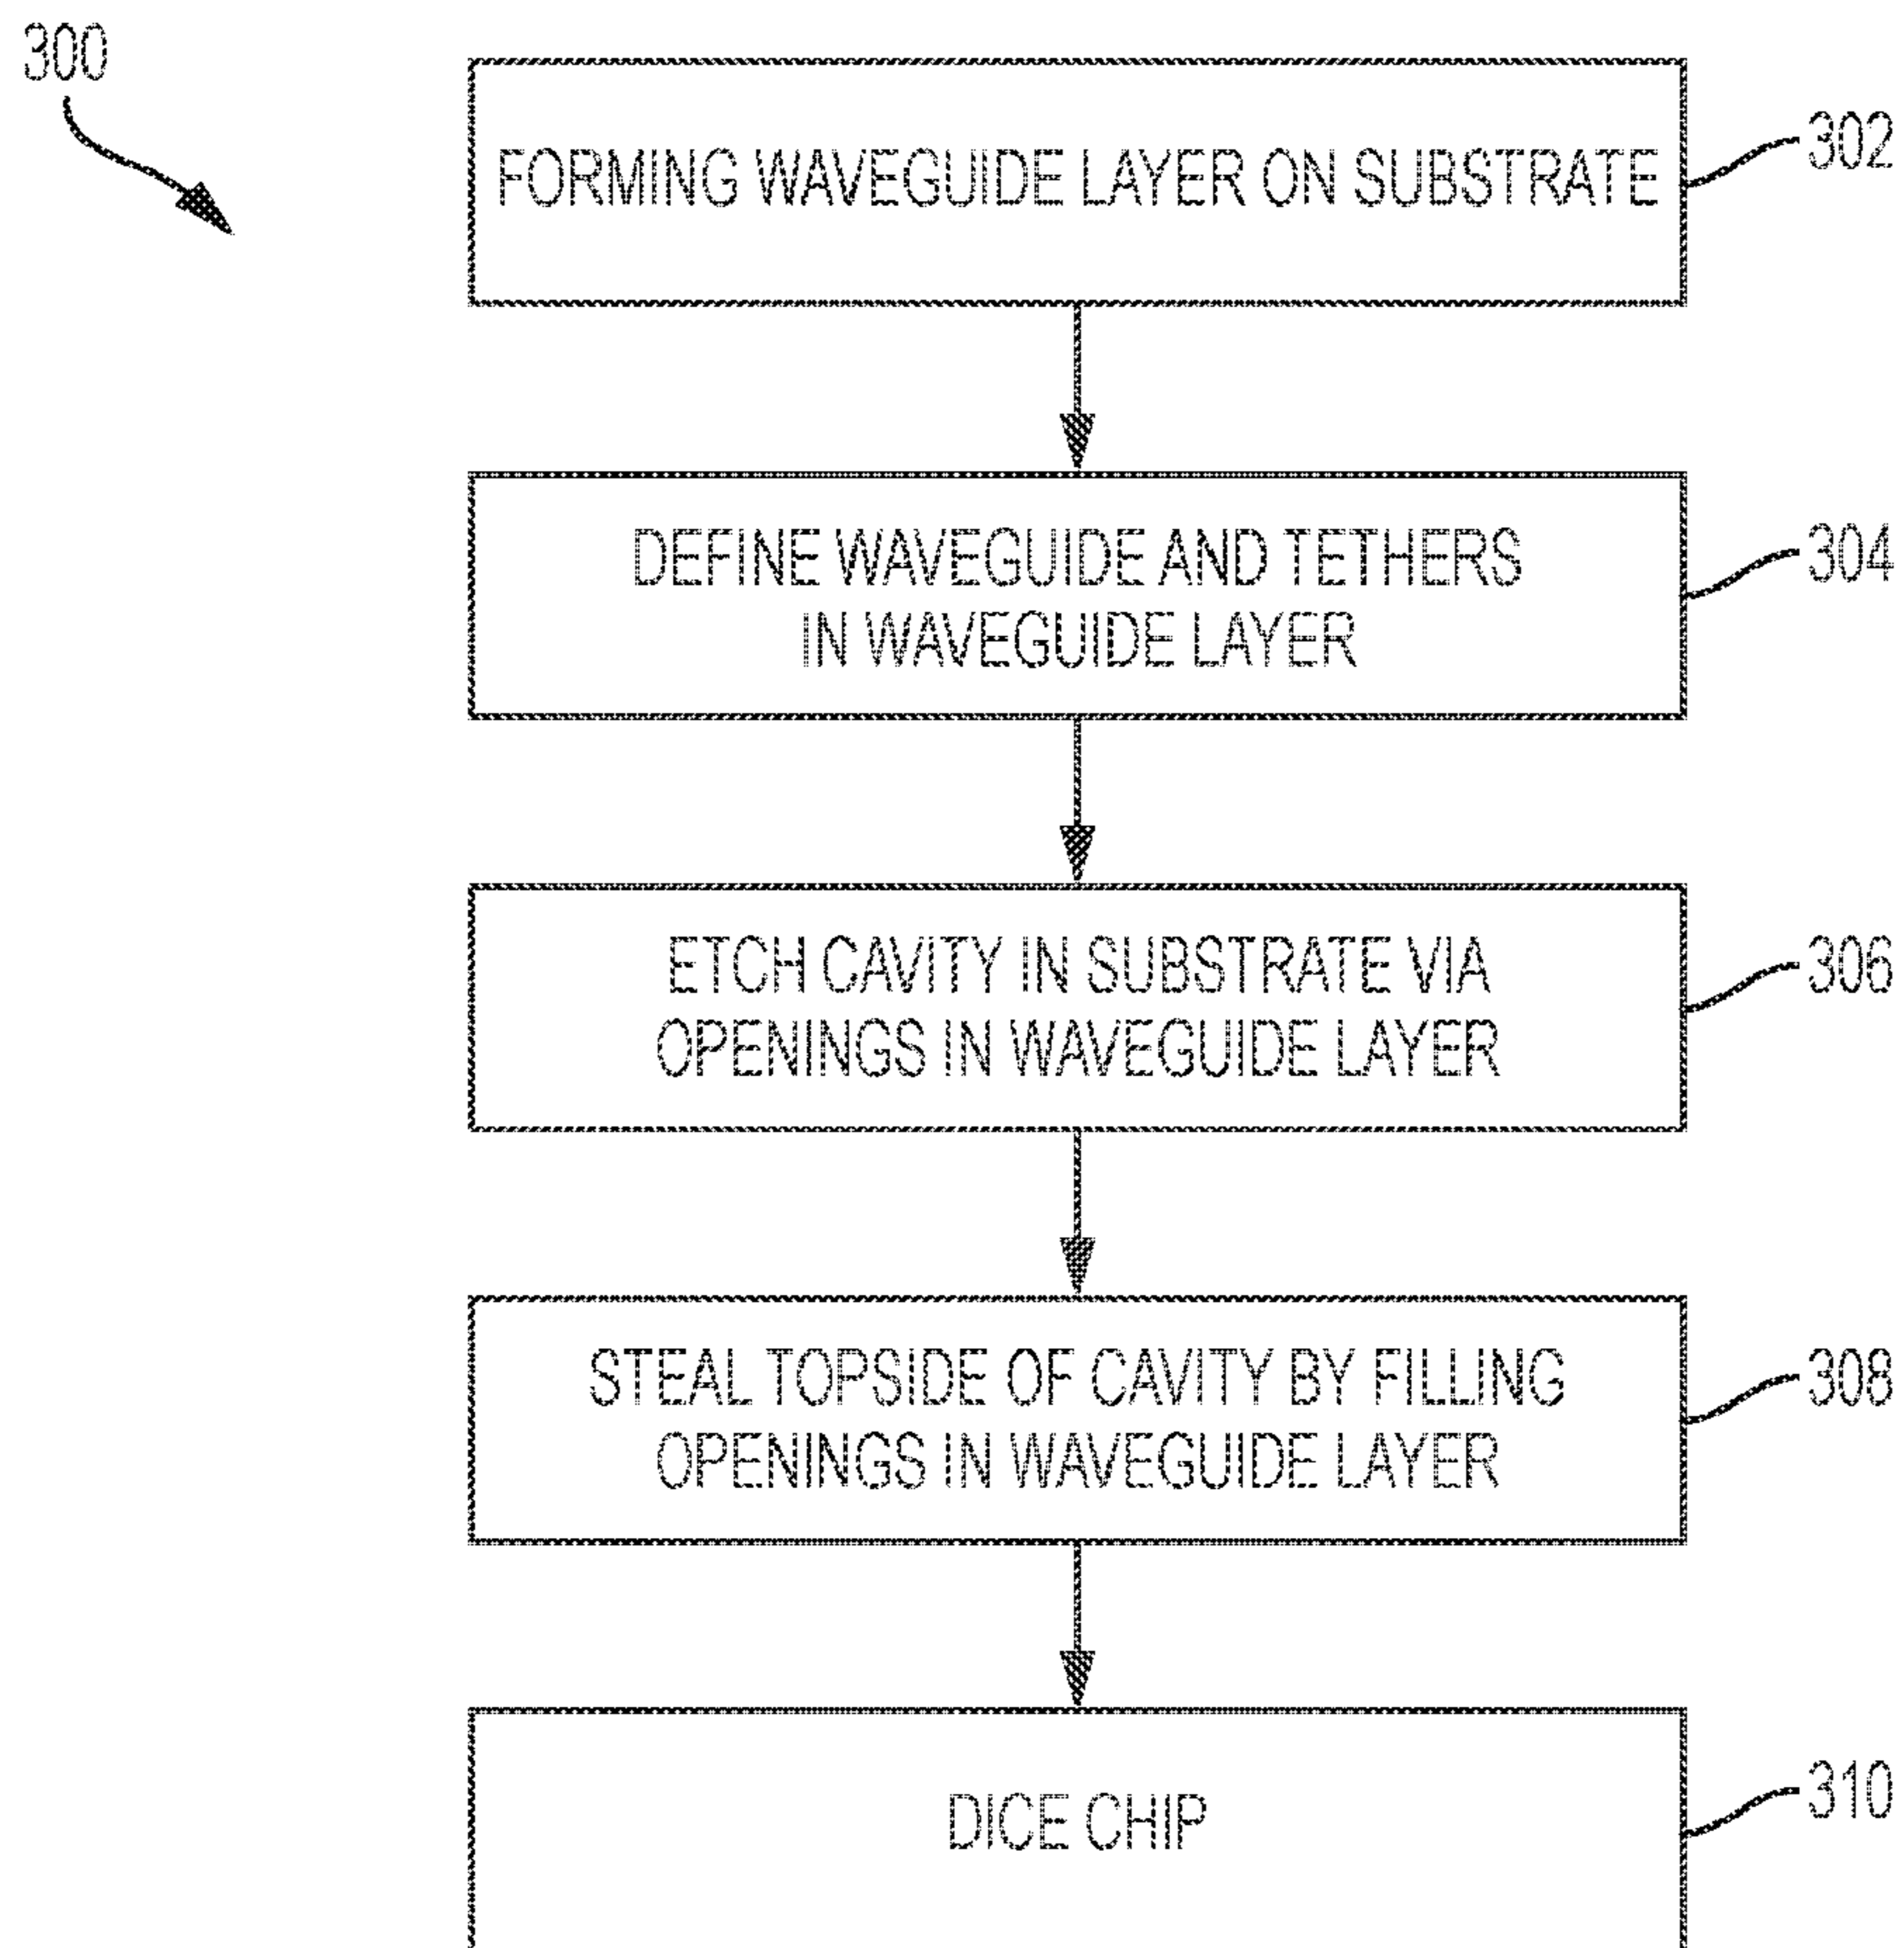 300
FORMING WAVEGUIDE LAYER ON SUBSTRATE
302
DEFINE WAVEGUIDE AND TETHERS
IN WAVEGUIDE LAYER
304
ETCH CAVITY IN SUBSTRATE VIA
OPENINGS IN WAVEGUIDE LAYER
306
STEAL TOPSIDE OF CAVITY BY FILLING
OPENINGS IN WAVEGUIDE LAYER
308
DICE CHIP
310